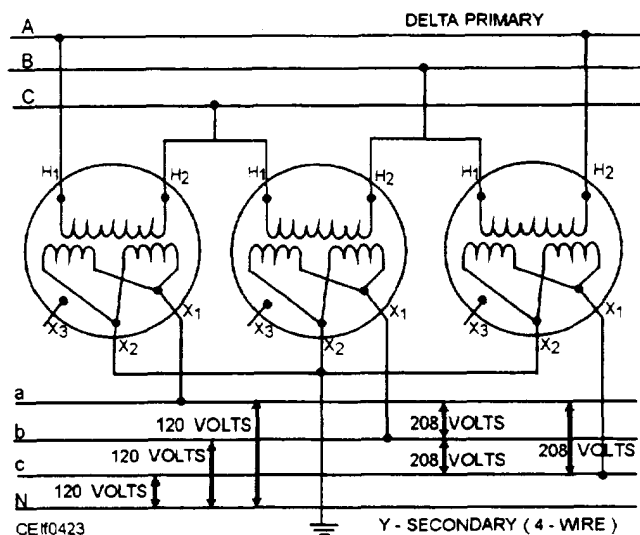 A
DELTA PRIMARY
B
C
H1 H2 H1 H2 H1 H2
X3 X2 X1 X3 X2 X1 X3 X2 X1
a
120 VOLTS 208 VOLTS
b
120 VOLTS 208 VOLTS 208 VOLTS
c
120 VOLTS
N
CEIf0423 Y - SECONDARY ( 4 - WIRE )